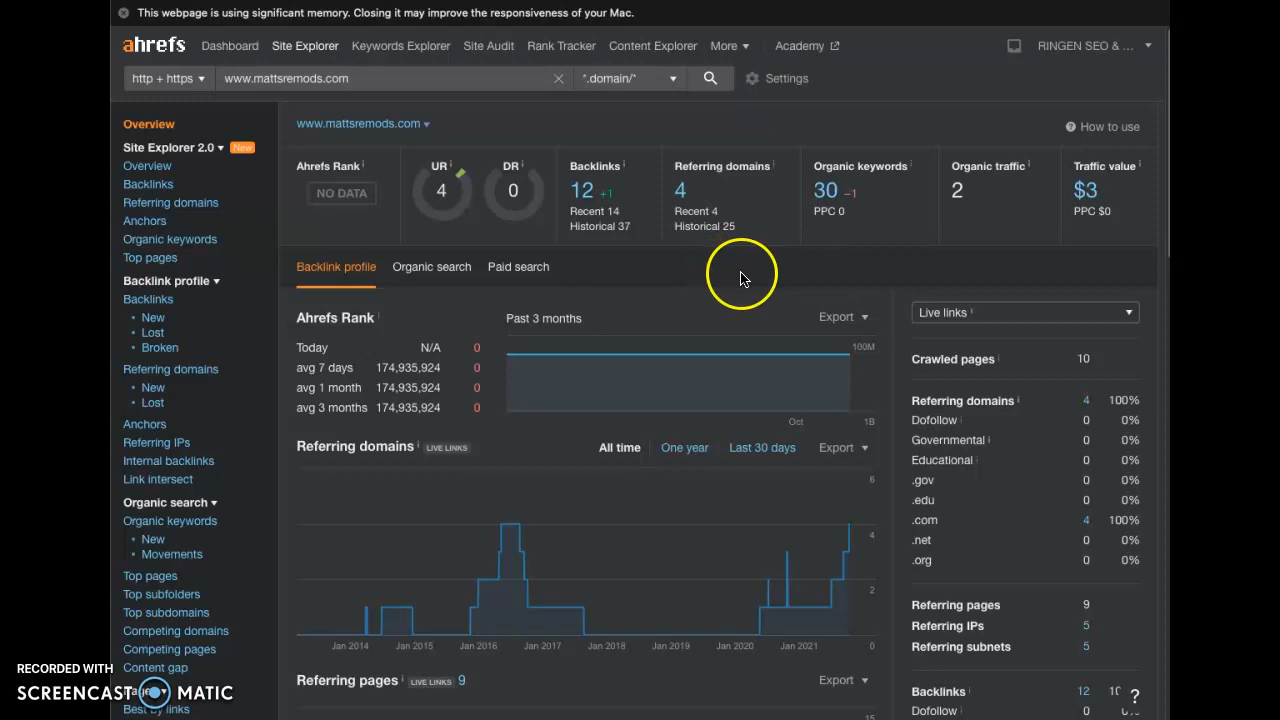 This webpage is using significant memory. Closing it may improve the responsiveness of your Mac.
ahrefs Dashboard Site Explorer Keywords Explorer Site Audit Rank Tracker Content Explorer More Academy RINGEN SEO & ...
http + https www.mattsremods.com *.domain/* Settings
Overview
Site Explorer 2.0 New
Overview
Backlinks
Referring domains
Anchors
Organic keywords
Top pages
Backlink profile
Backlinks
New
Lost
Broken
Referring domains
New
Lost
Anchors
Referring IPs
Internal backlinks
Link intersect
Organic search
Organic keywords
New
Movements
Top pages
Top subfolders
Top subdomains
Competing domains
Competing pages
Content gap
Best by links
www.mattsremods.com
How to use
Ahrefs Rank
NO DATA
UR
4
DR
0
Backlinks
12 +1
Recent 14
Historical 37
Referring domains
4
Recent 4
Historical 25
Organic keywords
30 −1
PPC 0
Organic traffic
2
Traffic value
$3
PPC $0
Backlink profile Organic search Paid search
Ahrefs Rank
Past 3 months Export
Today N/A 0
avg 7 days 174,935,924 0
avg 1 month 174,935,924 0
avg 3 months 174,935,924 0
100M
Oct 1B
Referring domains LIVE LINKS All time One year Last 30 days Export
6
4
2
0
Jan 2014 Jan 2015 Jan 2016 Jan 2017 Jan 2018 Jan 2019 Jan 2020 Jan 2021
Referring pages LIVE LINKS 9 Export
15
Live links
Crawled pages 10
Referring domains 4 100%
Dofollow 0 0%
Governmental 0 0%
Educational 0 0%
.gov 0 0%
.edu 0 0%
.com 4 100%
.net 0 0%
.org 0 0%
Referring pages 9
Referring IPs 5
Referring subnets 5
Backlinks 12
Dofollow 0
?
RECORDED WITH
SCREENCAST MATIC